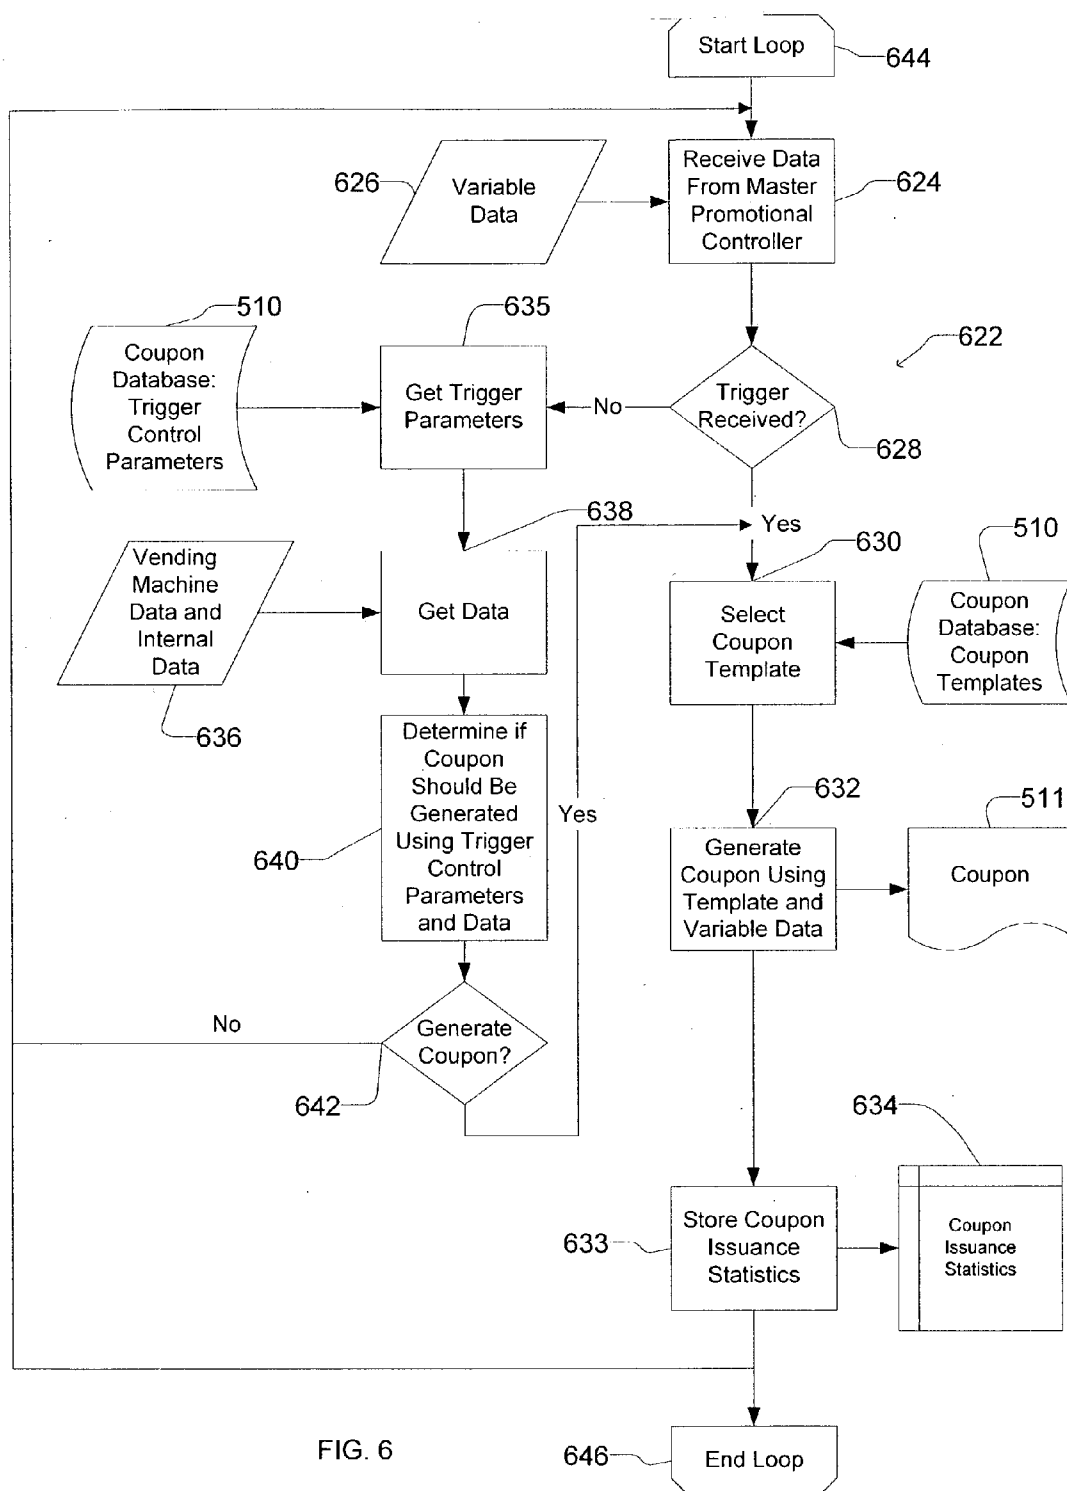 Start Loop
644
Receive Data
From Master
Promotional
Controller
624
626
Variable
Data
510
Coupon
Database:
Trigger
Control
Parameters
635
Get Trigger
Parameters
No
Trigger
Received?
622
628
638
Yes
Vending
Machine
Data and
Internal
Data
636
Get Data
630
Select
Coupon
Template
510
Coupon
Database:
Coupon
Templates
Determine if
Coupon
Should Be
Generated
Using Trigger
Control
Parameters
and Data
640
Yes
632
Generate
Coupon Using
Template and
Variable Data
511
Coupon
No
Generate
Coupon?
642
634
633
Store Coupon
Issuance
Statistics
Coupon
Issuance
Statistics
FIG. 6
646
End Loop